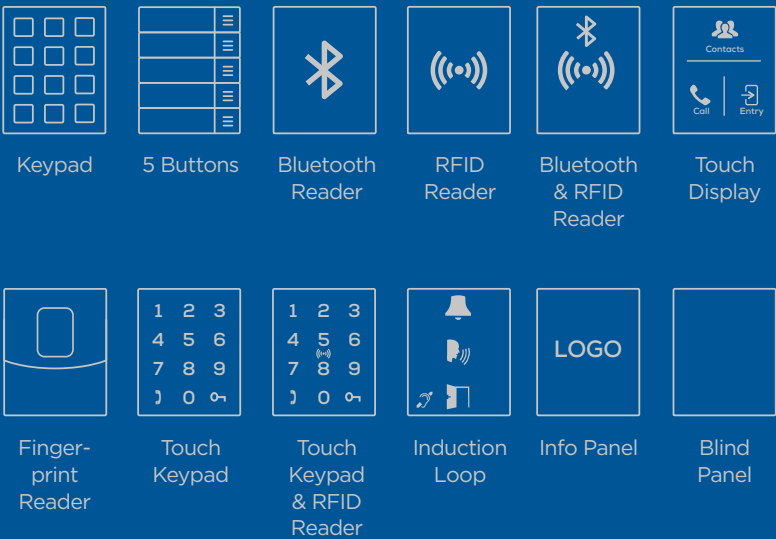 Contacts
Call
Entry
Keypad
5 Buttons
Bluetooth
Reader
RFID
Reader
Bluetooth
& RFID
Reader
Touch
Display
1 2 3
4 5 6
7 8 9
0
1 2 3
4 5 6
7 8 9
0
LOGO
Finger-
print
Reader
Touch
Keypad
Touch
Keypad
& RFID
Reader
Induction
Loop
Info Panel
Blind
Panel